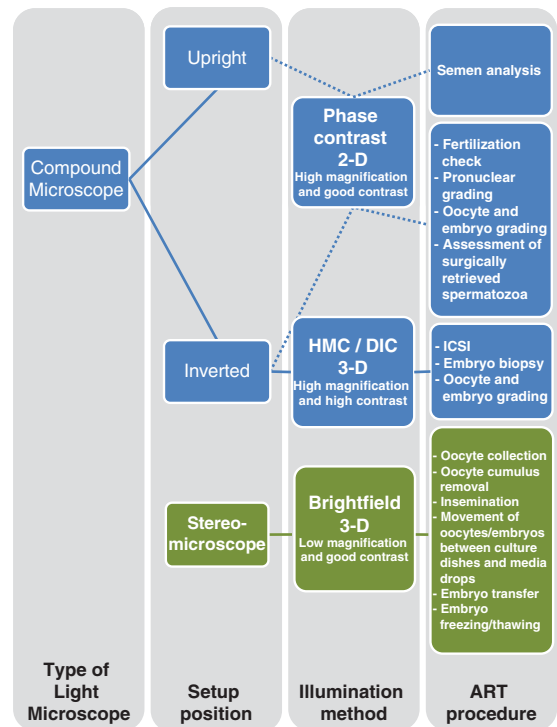 Upright
Semen analysis
Phase
contrast
2-D
High magnification
and good contrast
Compound
Microscope
- Fertilization
check
- Pronuclear
grading
- Oocyte and
embryo grading
- Assessment of
surgically
retrieved
spermatozoa
Inverted
HMC / DIC
3-D
High magnification
and high contrast
- ICSI
- Embryo biopsy
- Oocyte and
embryo grading
Stereo-
microscope
Brightfield
3-D
Low magnification
and good contrast
- Oocyte collection
- Oocyte cumulus
removal
- Insemination
- Movement of
oocytes/embryos
between culture
dishes and media
drops
- Embryo transfer
- Embryo
freezing/thawing
Type of
Light
Microscope
Setup
position
Illumination
method
ART
procedure